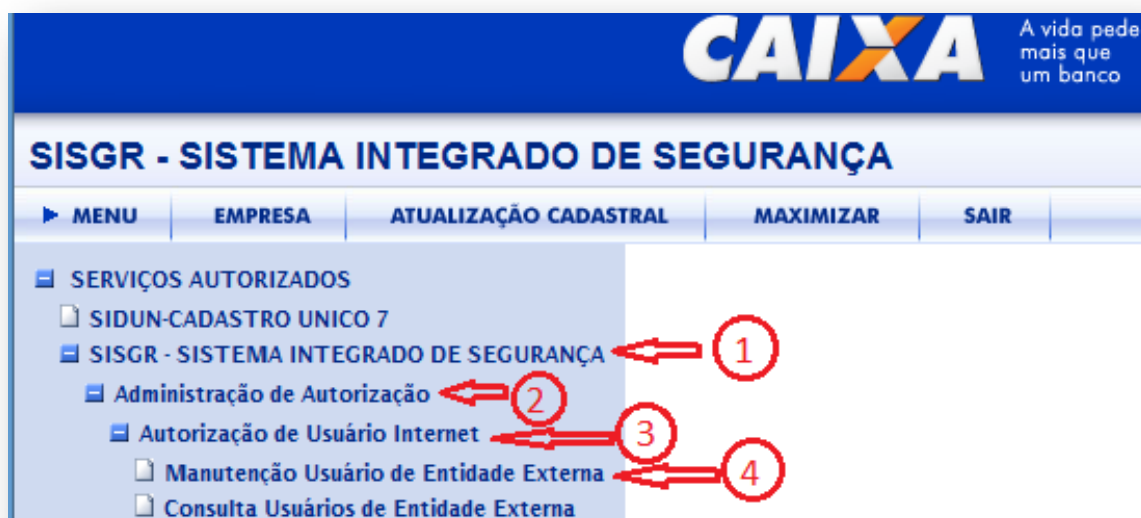 CAIXA
A vida pede
mais que
um banco
SISGR - SISTEMA INTEGRADO DE SEGURANÇA
MENU EMPRESA ATUALIZAÇÃO CADASTRAL MAXIMIZAR SAIR
SERVIÇOS AUTORIZADOS
SIDUN-CADASTRO UNICO 7
SISGR - SISTEMA INTEGRADO DE SEGURANÇA 1
Administração de Autorização 2
Autorização de Usuário Internet 3
Manutenção Usuário de Entidade Externa 4
Consulta Usuários de Entidade Externa